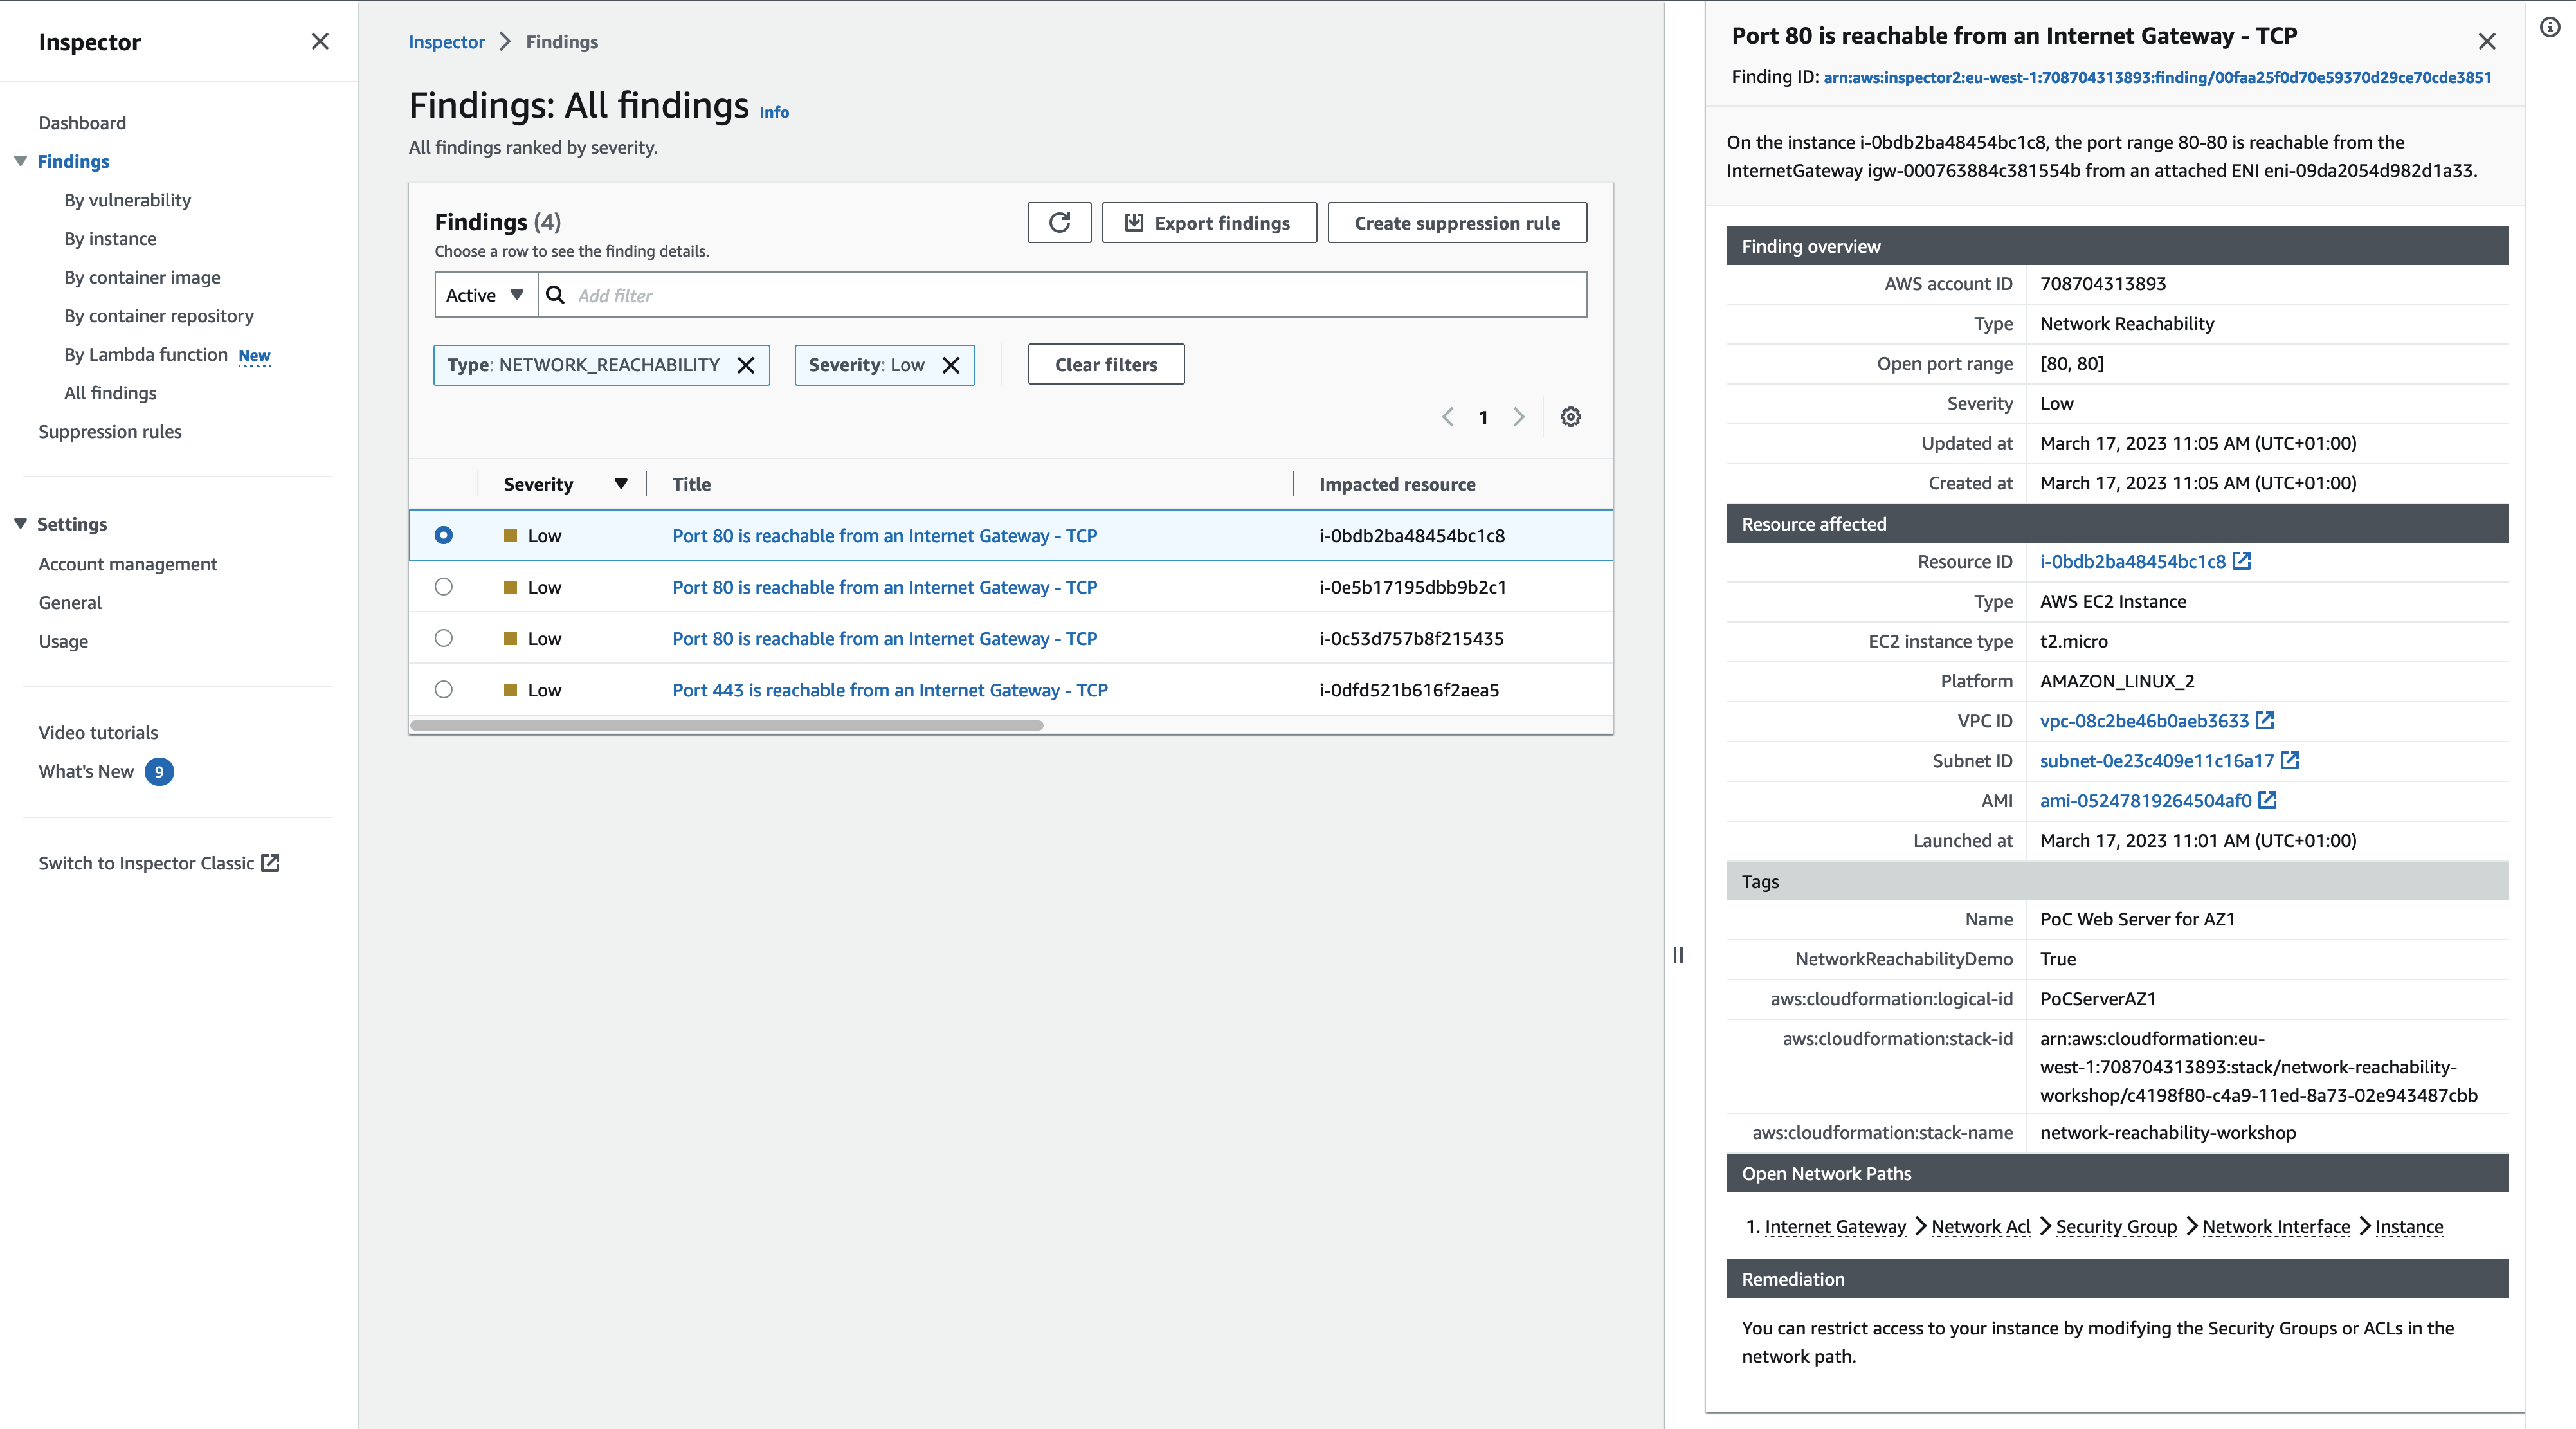 Inspector
Dashboard
Findings
By vulnerability
By instance
By container image
By container repository
By Lambda function New
All findings
Suppression rules
Settings
Account management
General
Usage
Video tutorials
What's New 9
Switch to Inspector Classic
Inspector Findings
Findings: All findings Info
All findings ranked by severity.
Findings (4)
Choose a row to see the finding details.
Export findings
Create suppression rule
Active
Add filter
Type: NETWORK_REACHABILITY
Severity: Low
Clear filters
1
Severity Title Impacted resource
Low Port 80 is reachable from an Internet Gateway - TCP i-0bdb2ba48454bc1c8
Low Port 80 is reachable from an Internet Gateway - TCP i-0e5b17195dbb9b2c1
Low Port 80 is reachable from an Internet Gateway - TCP i-0c53d757b8f215435
Low Port 443 is reachable from an Internet Gateway - TCP i-0dfd521b616f2aea5
Port 80 is reachable from an Internet Gateway - TCP
Finding ID: arn:aws:inspector2:eu-west-1:708704313893:finding/00faa25f0d70e59370d29ce70cde3851
On the instance i-0bdb2ba48454bc1c8, the port range 80-80 is reachable from the
InternetGateway igw-000763884c381554b from an attached ENI eni-09da2054d982d1a33.
Finding overview
AWS account ID 708704313893
Type Network Reachability
Open port range [80, 80]
Severity Low
Updated at March 17, 2023 11:05 AM (UTC+01:00)
Created at March 17, 2023 11:05 AM (UTC+01:00)
Resource affected
Resource ID i-0bdb2ba48454bc1c8
Type AWS EC2 Instance
EC2 instance type t2.micro
Platform AMAZON_LINUX_2
VPC ID vpc-08c2be46b0aeb3633
Subnet ID subnet-0e23c409e11c16a17
AMI ami-05247819264504af0
Launched at March 17, 2023 11:01 AM (UTC+01:00)
Tags
Name PoC Web Server for AZ1
NetworkReachabilityDemo True
aws:cloudformation:logical-id PoCServerAZ1
aws:cloudformation:stack-id arn:aws:cloudformation:eu-
west-1:708704313893:stack/network-reachability-
workshop/c4198f80-c4a9-11ed-8a73-02e943487cbb
aws:cloudformation:stack-name network-reachability-workshop
Open Network Paths
1. Internet Gateway Network Acl Security Group Network Interface Instance
Remediation
You can restrict access to your instance by modifying the Security Groups or ACLs in the
network path.